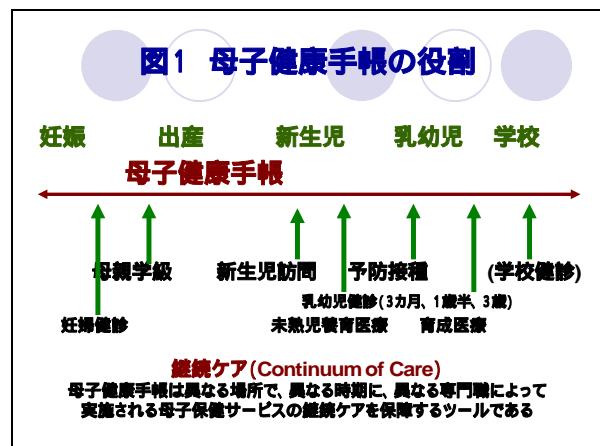 図1 母子健康手帳の役割
妊娠 出産 新生児 乳幼児 学校
母子健康手帳
母親学級 新生児訪問 予防接種 (学校健診)
乳幼児健診(3カ月、1歳半、3歳)
妊婦健診 未熟児養育医療 育成医療
継続ケア(Continuum of Care)
母子健康手帳は異なる場所で、異なる時期に、異なる専門職によって
実施される母子保健サービスの継続ケアを保障するツールである